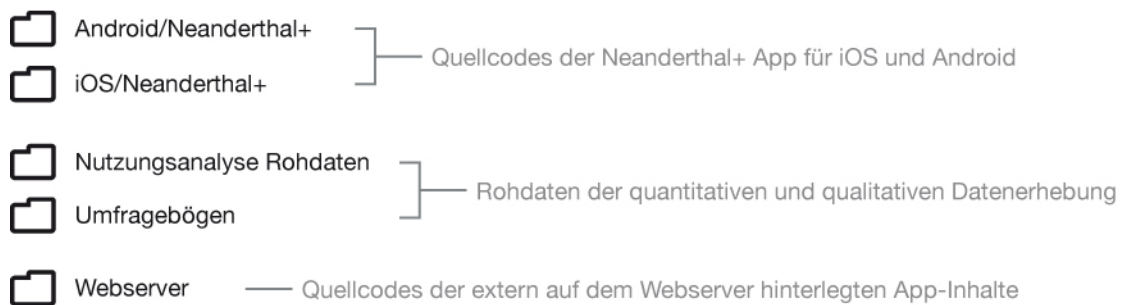 Android/Neanderthal+
Quellcodes der Neanderthal+ App für iOS und Android
iOS/Neanderthal+
Nutzungsanalyse Rohdaten
Rohdaten der quantitativen und qualitativen Datenerhebung
Umfragebögen
Webserver
Quellcodes der extern auf dem Webserver hinterlegten App-Inhalte